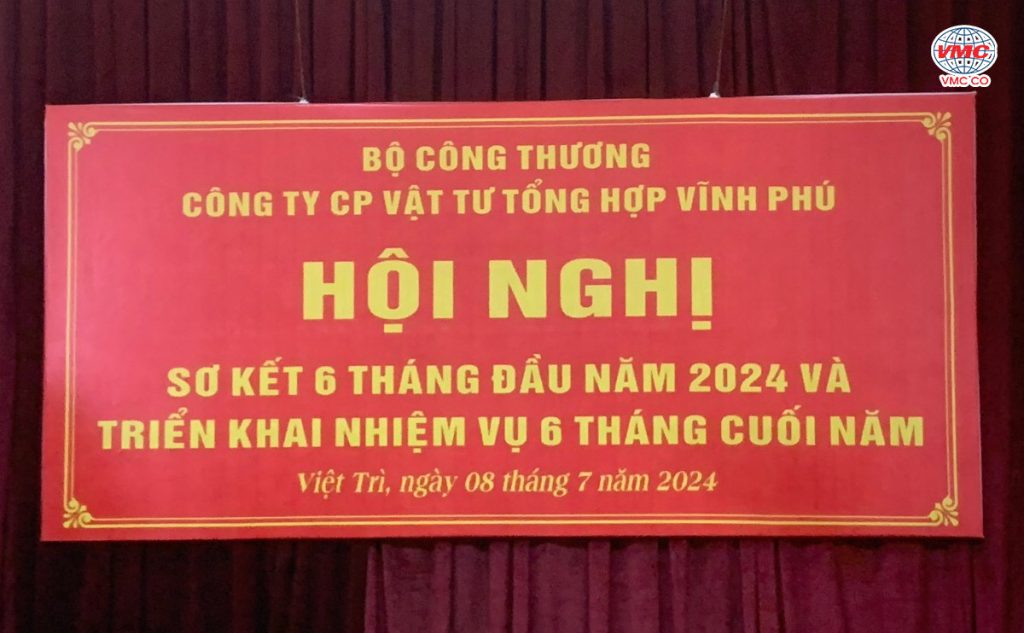 VMC
VMC CO
BỘ CÔNG THƯƠNG
CÔNG TY CP VẬT TƯ TỔNG HỢP VĨNH PHÚ
HỘI NGHỊ
SƠ KẾT 6 THÁNG ĐẦU NĂM 2024 VÀ
TRIỂN KHAI NHIỆM VỤ 6 THÁNG CUỐI NĂM
Việt Trì, ngày 08 tháng 7 năm 2024